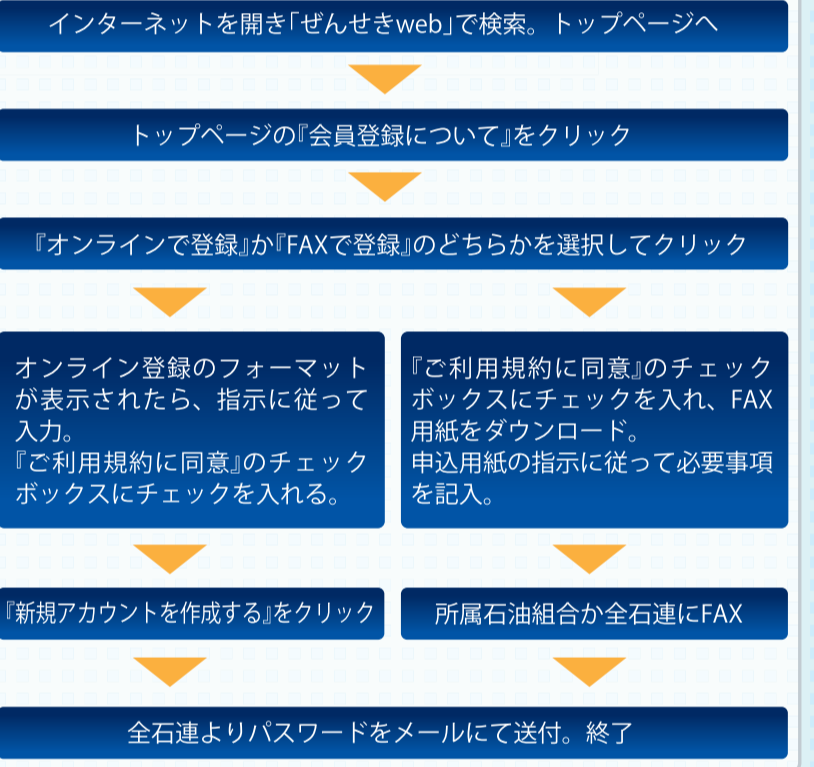 インターネットを開き｢ぜんせきweb｣で検索。トップページへ
トップページの『会員登録について』をクリック
『オンラインで登録』か『FAXで登録』のどちらかを選択してクリック
オンライン登録のフォーマット
が表示されたら、指示に従って
入力。
『ご利用規約に同意』のチェック
ボックスにチェックを入れる。
『ご利用規約に同意』のチェック
ボックスにチェックを入れ、FAX
用紙をダウンロード。
申込用紙の指示に従って必要事項
を記入。
『新規アカウントを作成する』をクリック
所属石油組合か全石連にFAX
全石連よりパスワードをメールにて送付。終了